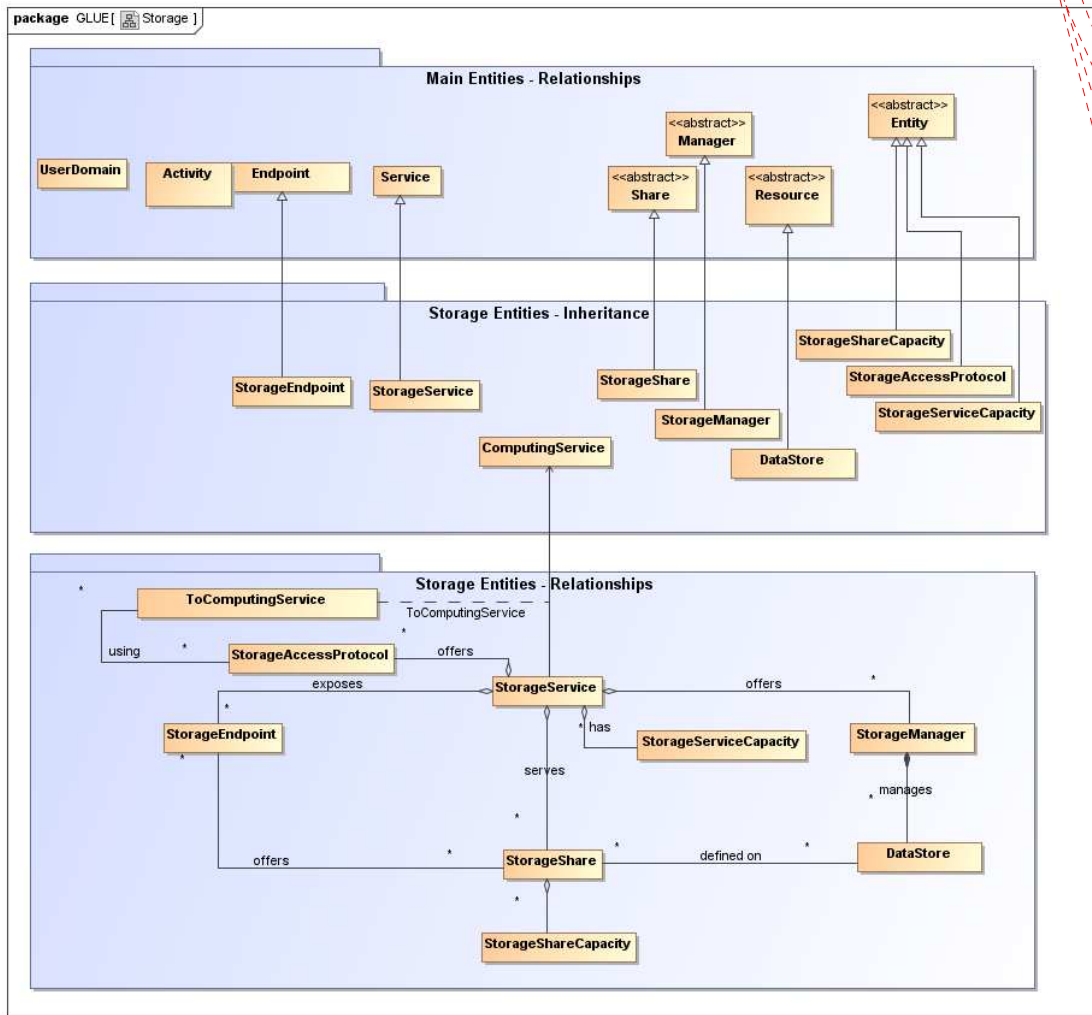 package GLUE[ Storage ]
Main Entities - Relationships
<<abstract>>
Entity
<<abstract>>
Manager
UserDomain
Activity
Endpoint
Service
<<abstract>>
Share
<<abstract>>
Resource
Storage Entities - Inheritance
StorageShareCapacity
StorageEndpoint
StorageService
StorageShare
StorageAccessProtocol
StorageManager
StorageServiceCapacity
ComputingService
DataStore
Storage Entities - Relationships
*
ToComputingService
ToComputingService
*
using
*
StorageAccessProtocol
offers
exposes
StorageService
offers
*
*
StorageEndpoint
*
* has
StorageServiceCapacity
StorageManager
serves
manages
*
*
offers
*
StorageShare
*
defined on
*
DataStore
*
StorageShareCapacity